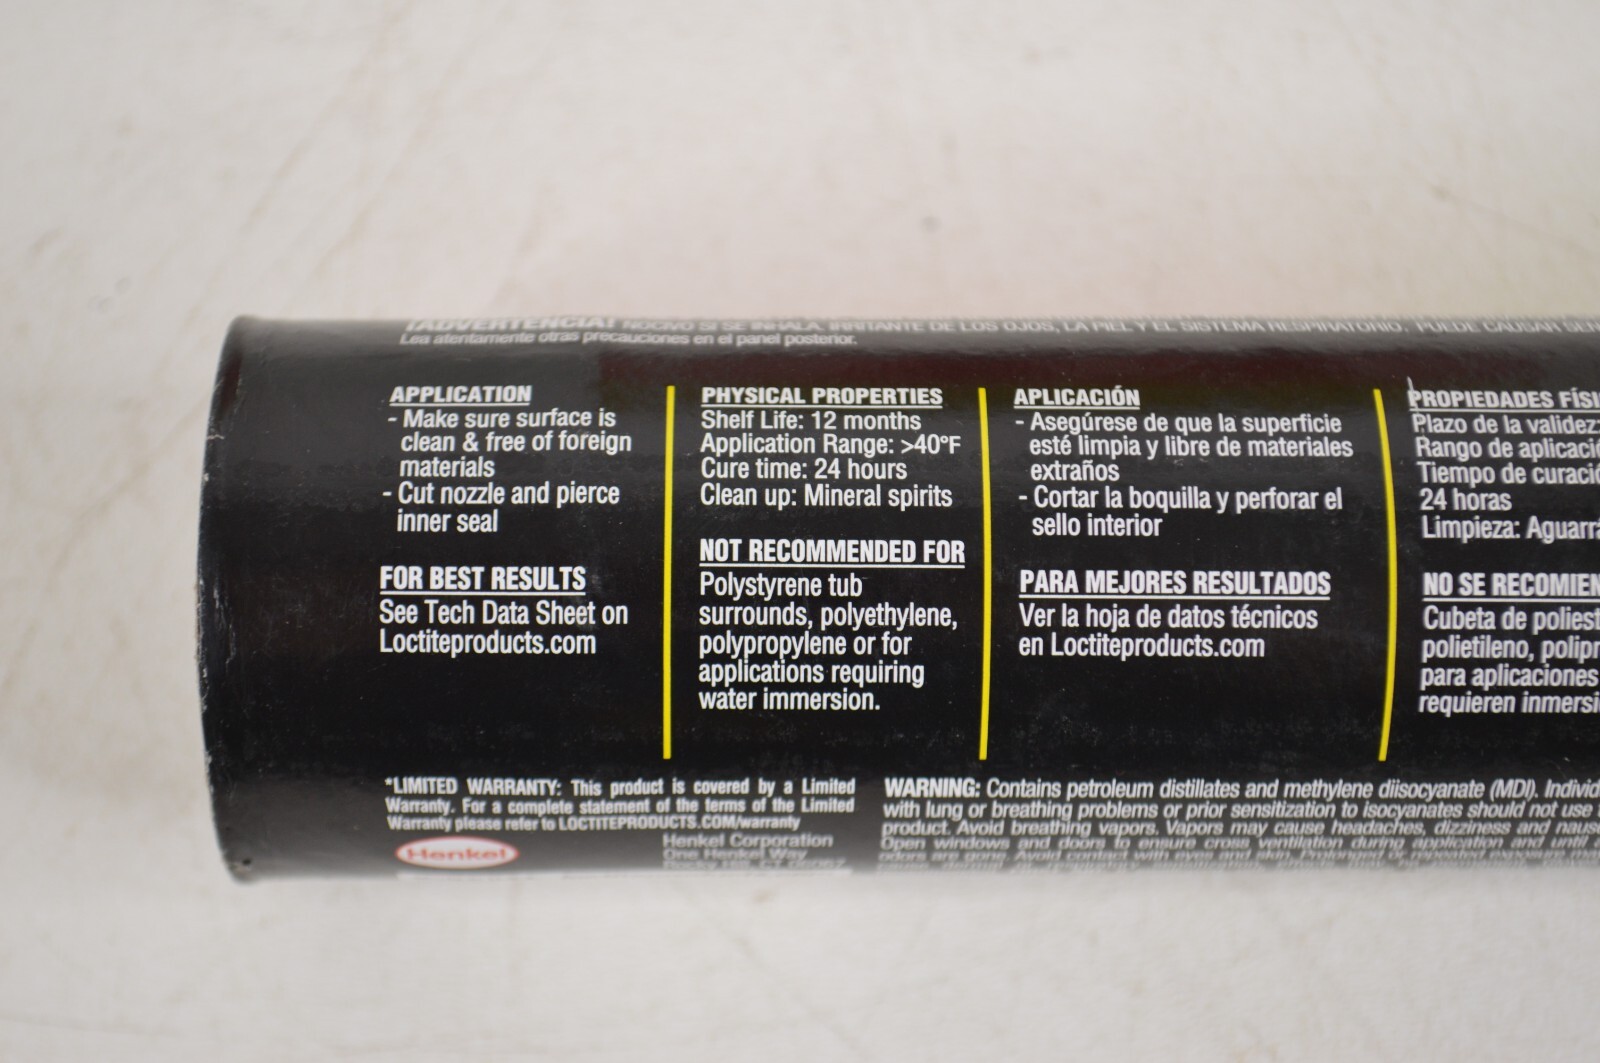 ¡ADVERTENCIA! NOCIVO SI SE INHALA. IRRITANTE DE LOS OJOS, LA PIEL Y EL SISTEMA RESPIRATORIO. PUEDE CAUSAR SEN
Lea atentamente otras precauciones en el panel posterior.
APPLICATION
- Make sure surface is
clean & free of foreign
materials
- Cut nozzle and pierce
inner seal
FOR BEST RESULTS
See Tech Data Sheet on
Loctiteproducts.com
PHYSICAL PROPERTIES
Shelf Life: 12 months
Application Range: >40°F
Cure time: 24 hours
Clean up: Mineral spirits
NOT RECOMMENDED FOR
Polystyrene tub
surrounds, polyethylene,
polypropylene or for
applications requiring
water immersion.
APLICACIÓN
- Asegúrese de que la superficie
esté limpia y libre de materiales
extraños
- Cortar la boquilla y perforar el
sello interior
PARA MEJORES RESULTADOS
Ver la hoja de datos técnicos
en Loctiteproducts.com
PROPIEDADES FÍSI
Plazo de la validez
Rango de aplicació
Tiempo de curació
24 horas
Limpieza: Aguarrá
NO SE RECOMIEN
Cubeta de poliest
polietileno, polipr
para aplicaciones
requieren inmersi
*LIMITED WARRANTY: This product is covered by a Limited
Warranty. For a complete statement of the terms of the Limited
Warranty please refer to LOCTITEPRODUCTS.COM/warranty
Henkel
Henkel Corporation
One Henkel Way
WARNING: Contains petroleum distillates and methylene diisocyanate (MDI). Individ
with lung or breathing problems or prior sensitization to isocyanates should not use
product. Avoid breathing vapors. Vapors may cause headaches, dizziness and nause
Open windows and doors to ensure cross ventilation during application and until
odors are gone. Avoid contact with eyes and skin. Prolonged or repeated exposure